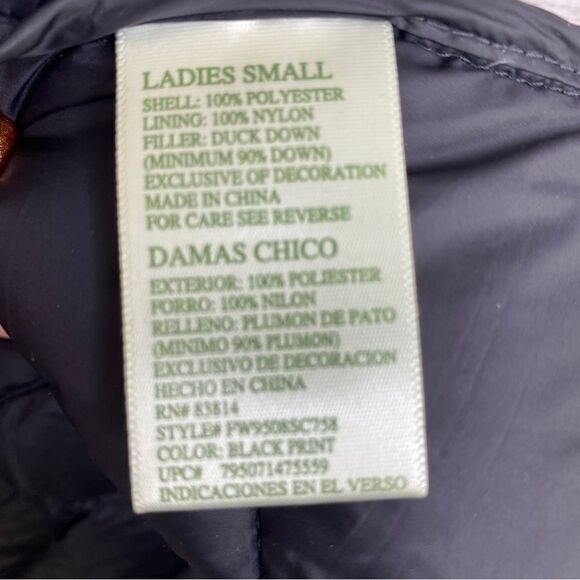 LADIES SMALL
SHELL: 100% POLYESTER
LINING: 100% NYLON
FILLER: DUCK DOWN
(MINIMUM 90% DOWN)
EXCLUSIVE OF DECORATION
MADE IN CHINA
FOR CARE SEE REVERSE
DAMAS CHICO
EXTERIOR: 100% POLIESTER
FORRO: 100% NILON
RELLENO: PLUMON DE PATO
(MINIMO 90% PLUMON)
EXCLUSIVO DE DECORACION
HECHO EN CHINA
RN# 83814
STYLE# FW9508SC758
COLOR: BLACK PRINT
UPC# 795071475559
INDICACIONES EN EL VERSO